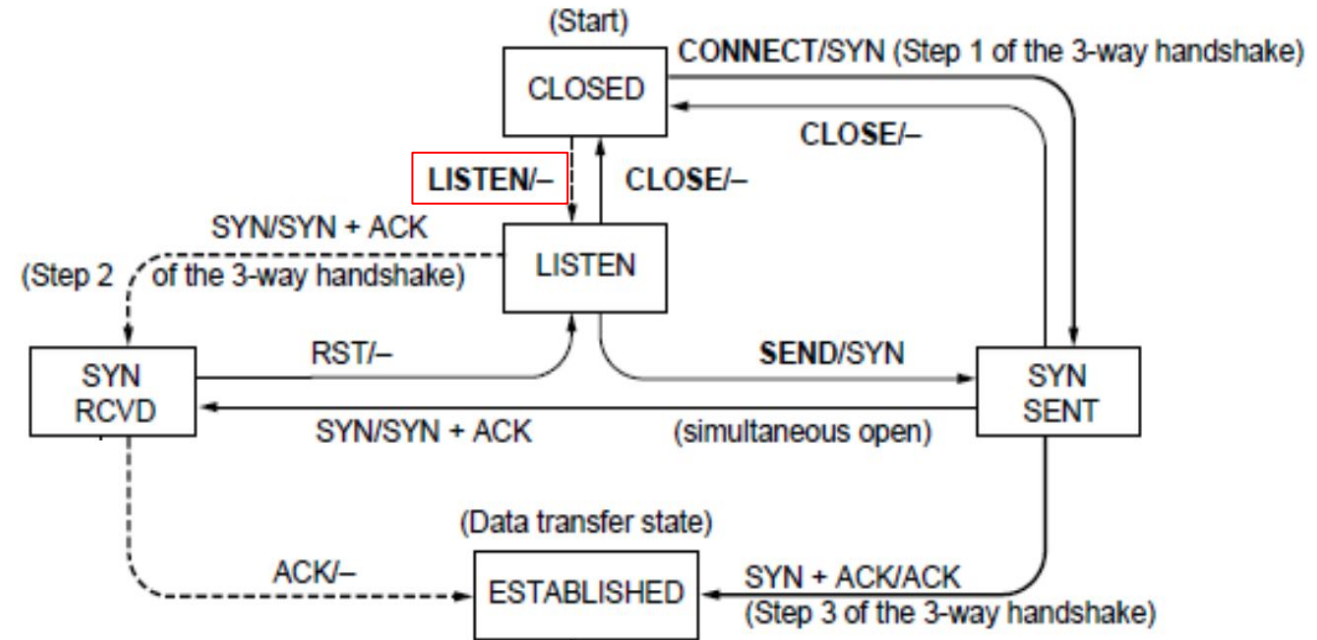 (Start)
CONNECT/SYN (Step 1 of the 3-way handshake)
CLOSED
CLOSE/–
LISTEN/–
CLOSE/–
SYN/SYN + ACK
LISTEN
(Step 2 of the 3-way handshake)
RST/–
SEND/SYN
SYN
RCVD
SYN
SENT
SYN/SYN + ACK
(simultaneous open)
(Data transfer state)
ACK/–
ESTABLISHED
SYN + ACK/ACK
(Step 3 of the 3-way handshake)